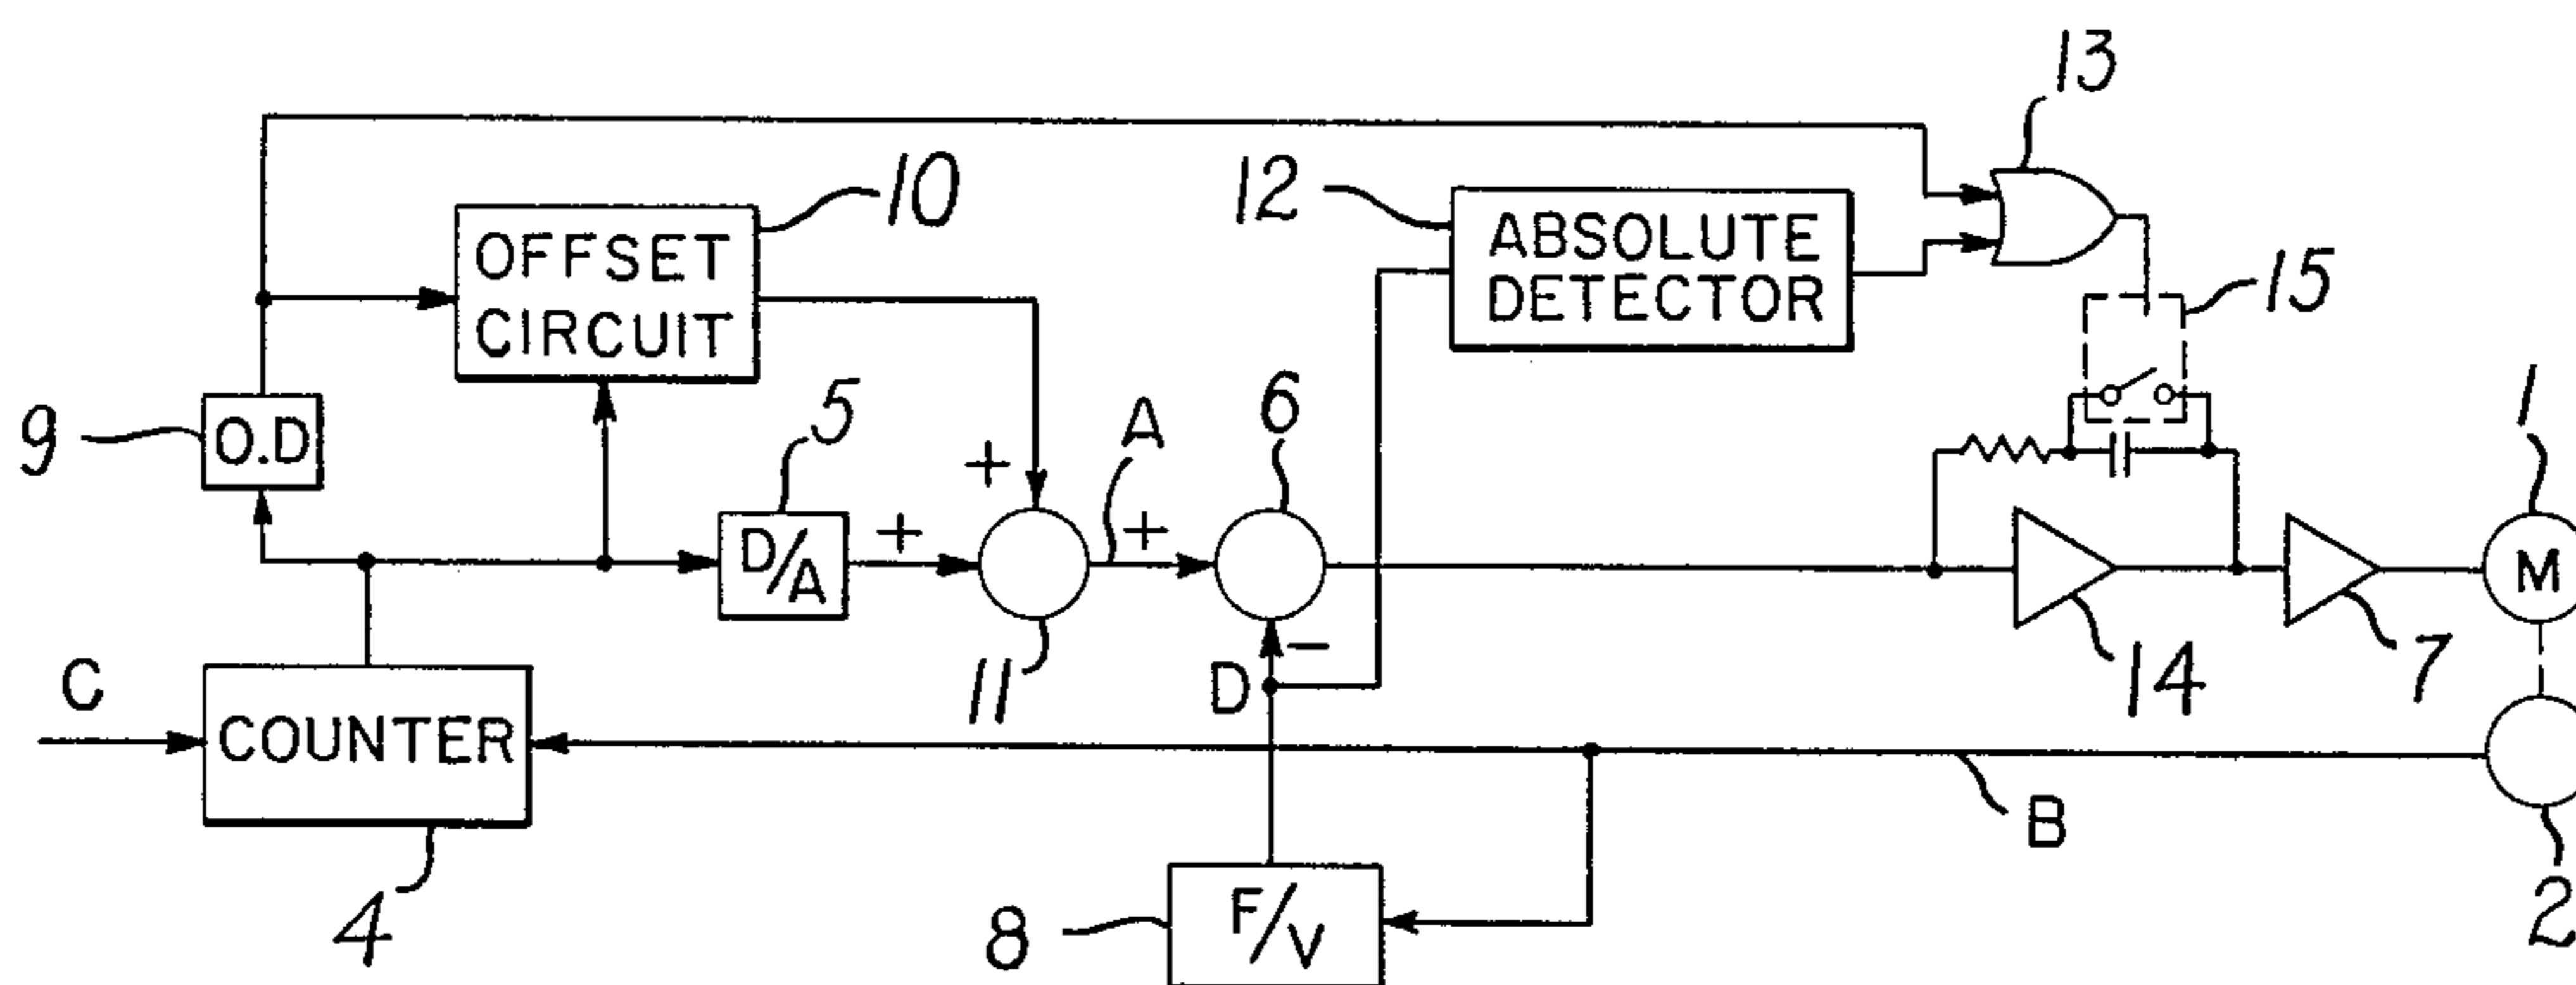 13
10
12
OFFSET
CIRCUIT
ABSOLUTE
DETECTOR
15
9
O.D
5
A
6
1
+
+
+
D/A
M
C
11
D
−
14
7
COUNTER
B
4
8
F/V
2